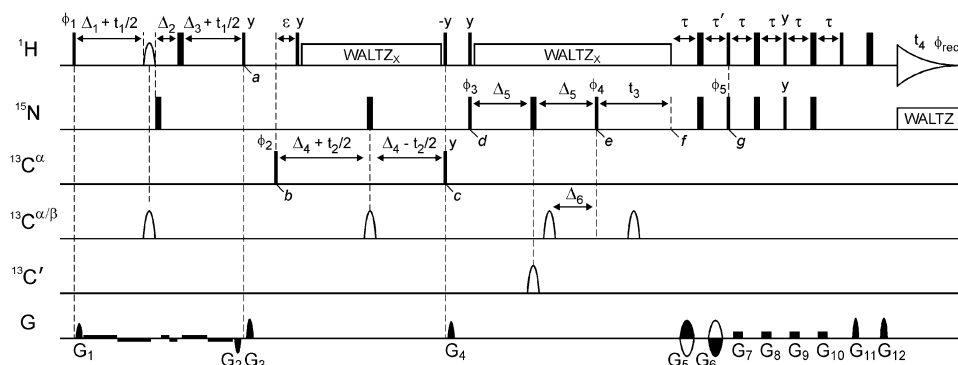 ϕ1 Δ1 + t1/2 Δ2 Δ3 + t1/2 y ε y -y y τ τ′ τ τ y τ τ t4 ϕrec
1H WALTZX WALTZX
a ϕ3 Δ5 Δ5 ϕ4 t3 ϕ5 y
15N WALTZ
ϕ2 Δ4 + t2/2 Δ4 - t2/2 y d e f g
13Cα
b c
Δ6
13Cα/β
13C′
G
G1 G2 G3 G4 G5 G6 G7 G8 G9 G10 G11 G12